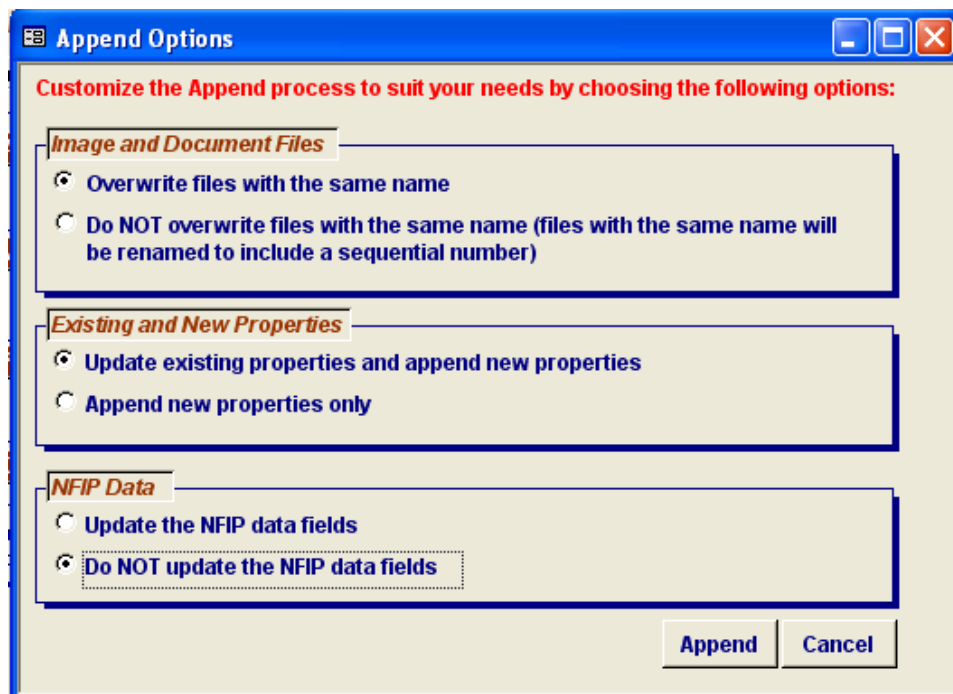 Append Options
Customize the Append process to suit your needs by choosing the following options:
Image and Document Files
Overwrite files with the same name
Do NOT overwrite files with the same name (files with the same name will
be renamed to include a sequential number)
Existing and New Properties
Update existing properties and append new properties
Append new properties only
NFIP Data
Update the NFIP data fields
Do NOT update the NFIP data fields
Append Cancel